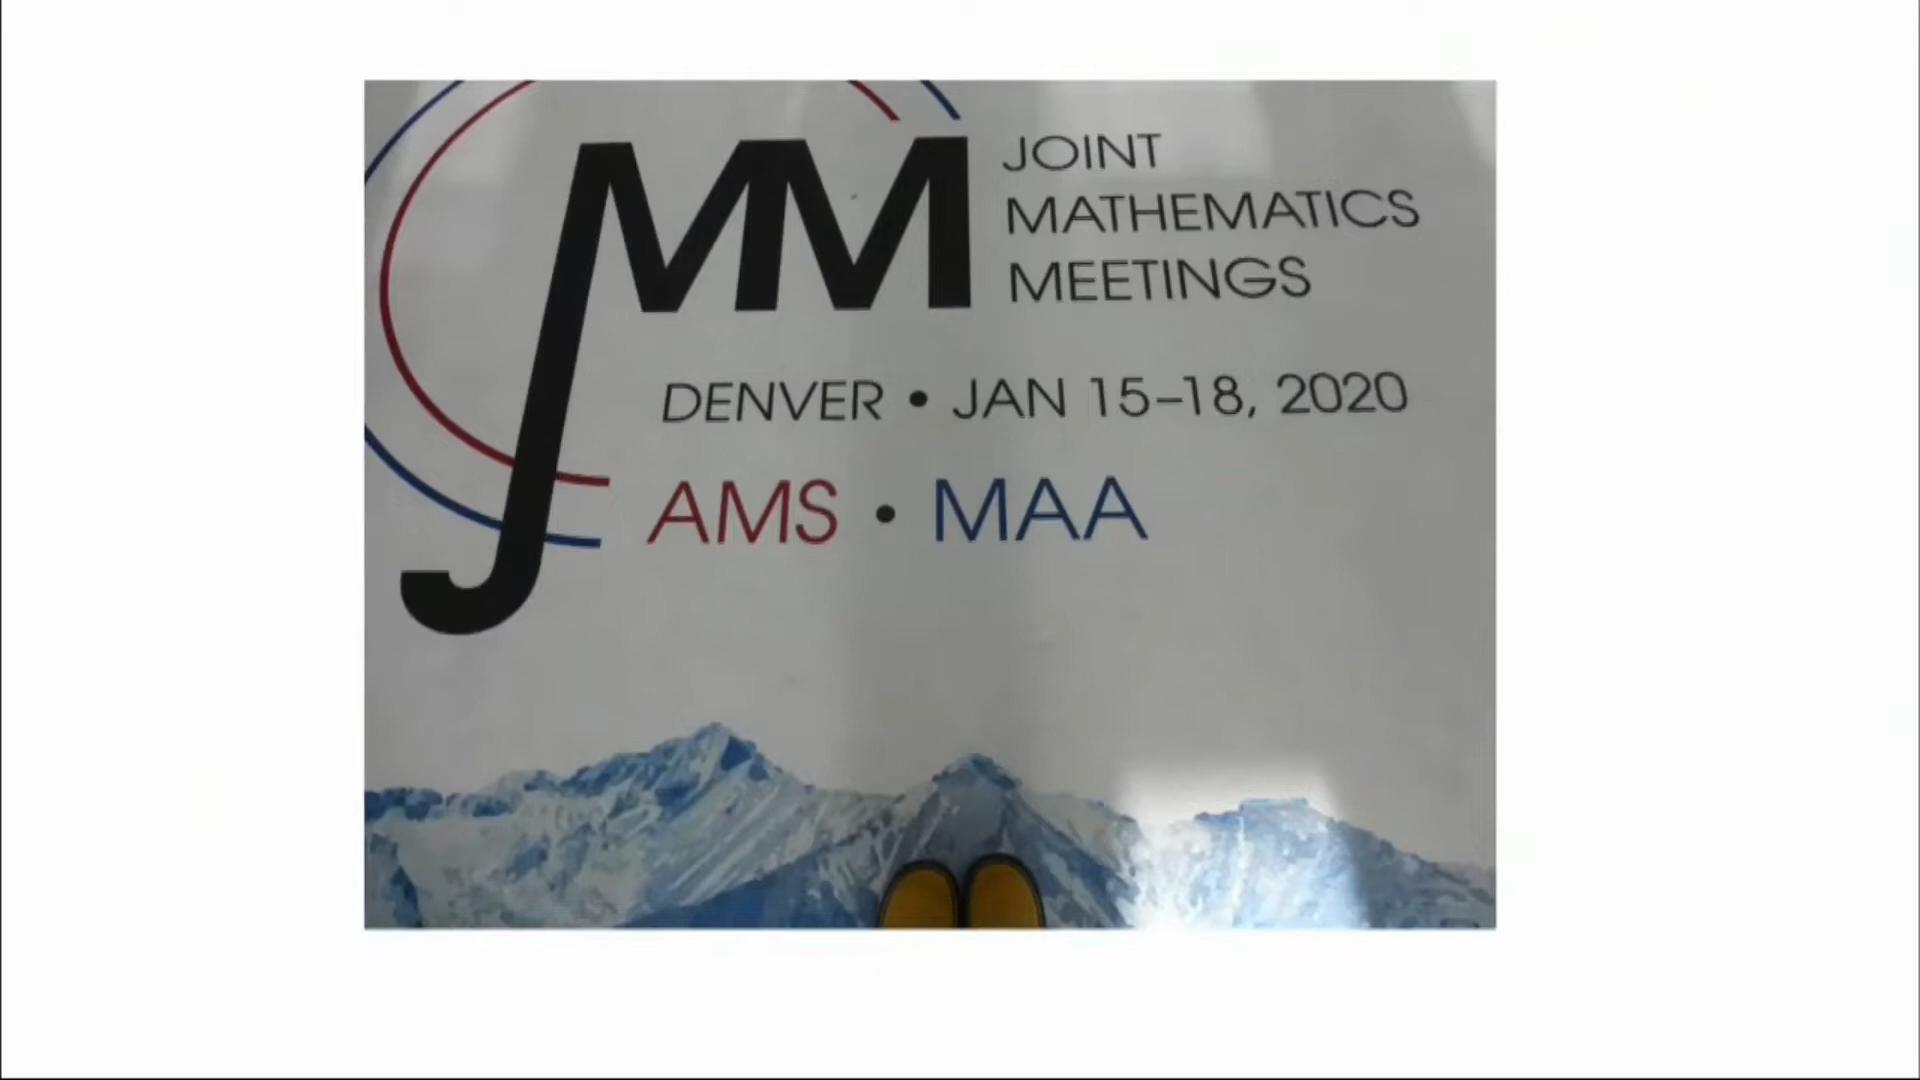 JMM
JOINT
MATHEMATICS
MEETINGS
DENVER • JAN 15–18, 2020
AMS • MAA